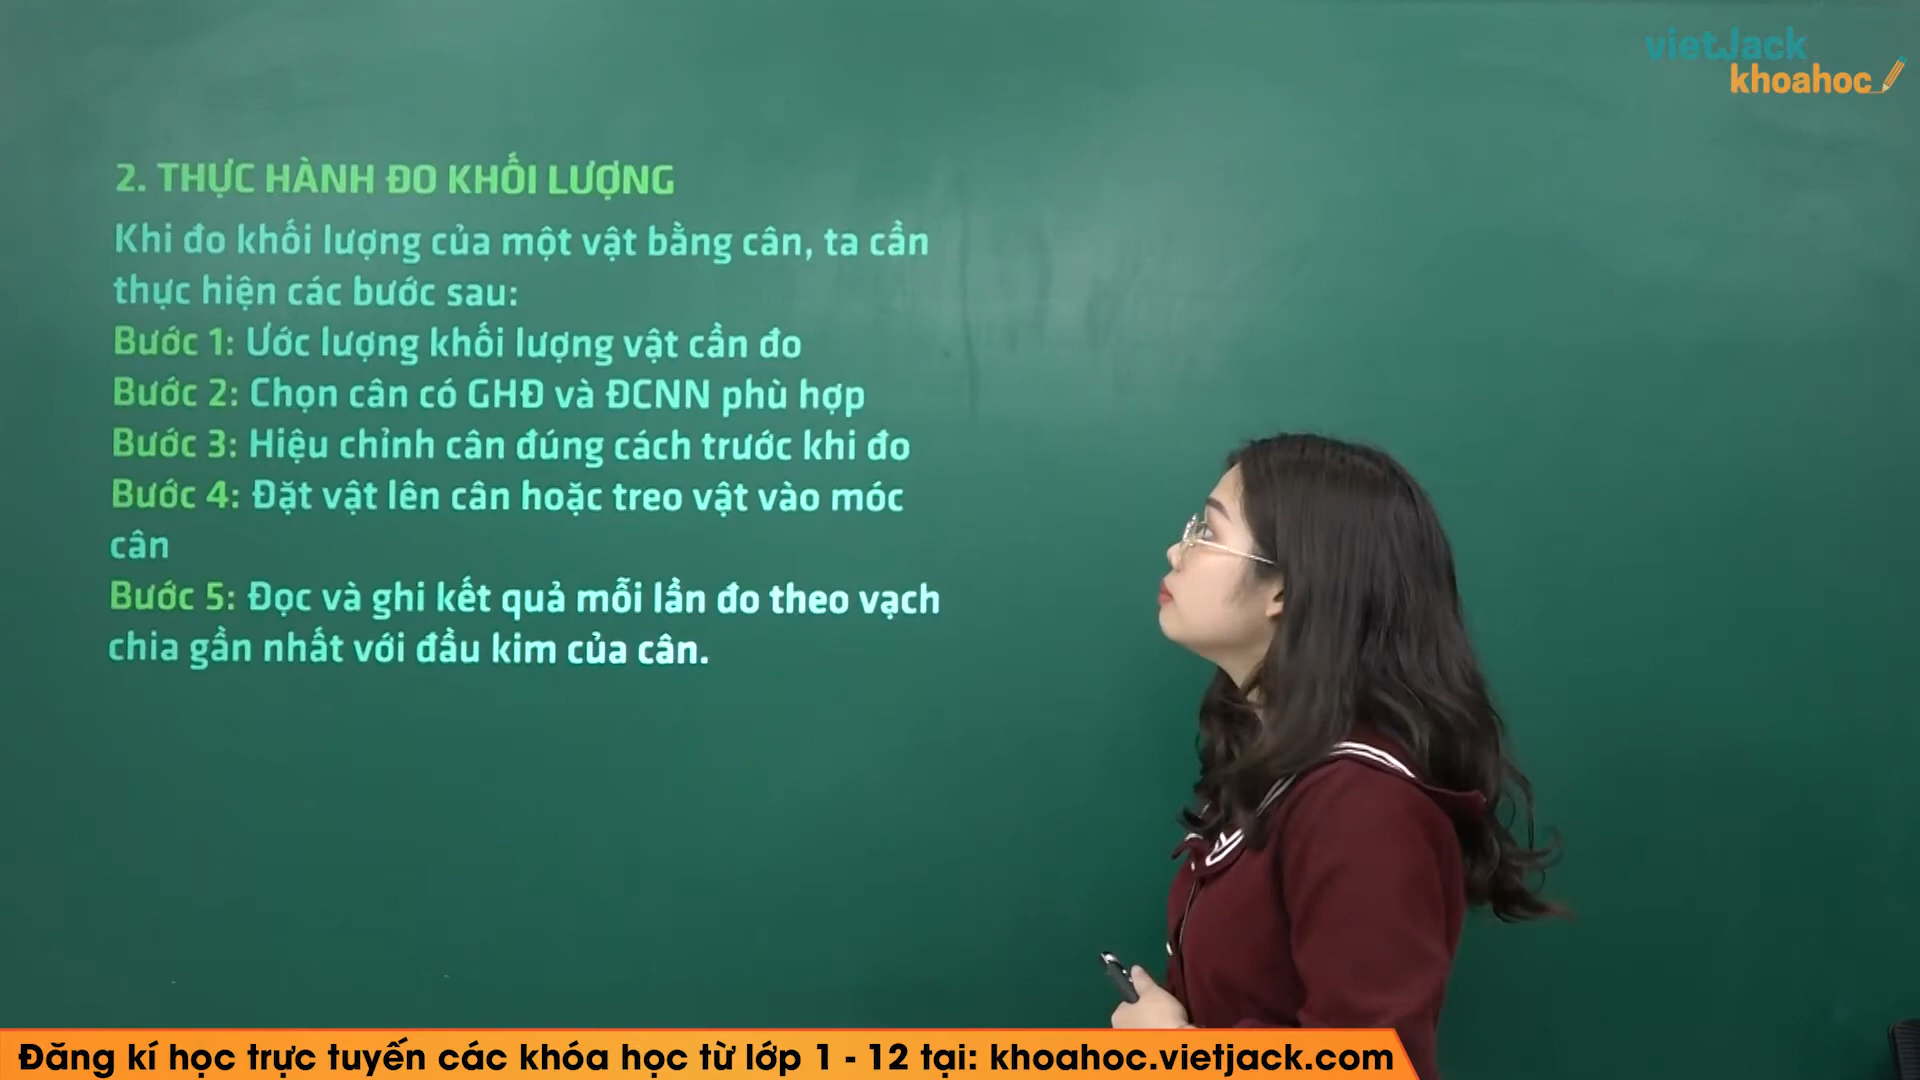 vietJack
khoahoc
2. THỰC HÀNH ĐO KHỐI LƯỢNG
Khi đo khối lượng của một vật bằng cân, ta cần
thực hiện các bước sau:
Bước 1: Ước lượng khối lượng vật cần đo
Bước 2: Chọn cân có GHĐ và ĐCNN phù hợp
Bước 3: Hiệu chỉnh cân đúng cách trước khi đo
Bước 4: Đặt vật lên cân hoặc treo vật vào móc
cân
Bước 5: Đọc và ghi kết quả mỗi lần đo theo vạch
chia gần nhất với đầu kim của cân.
Đăng kí học trực tuyến các khóa học từ lớp 1 - 12 tại: khoahoc.vietjack.com